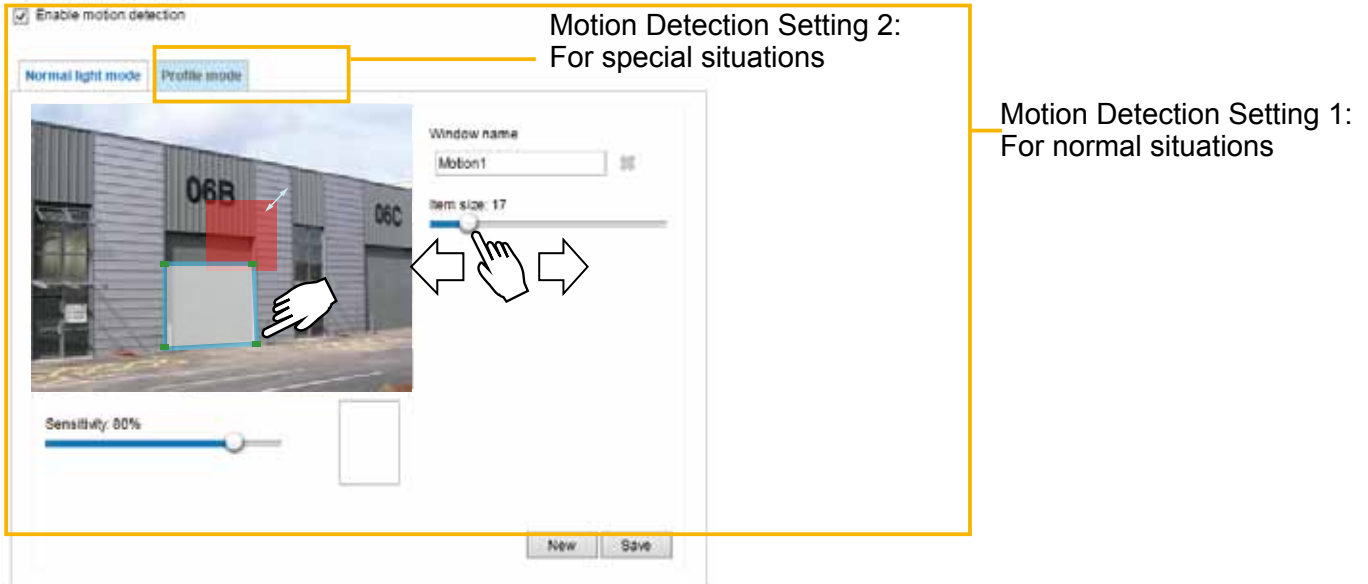 Enable motion detection
Motion Detection Setting 2:
For special situations
Normal light mode
Profile mode
Motion Detection Setting 1:
For normal situations
Window name
Motion1
06B
06C
Item size: 17
Sensitivity: 80%
New
Save